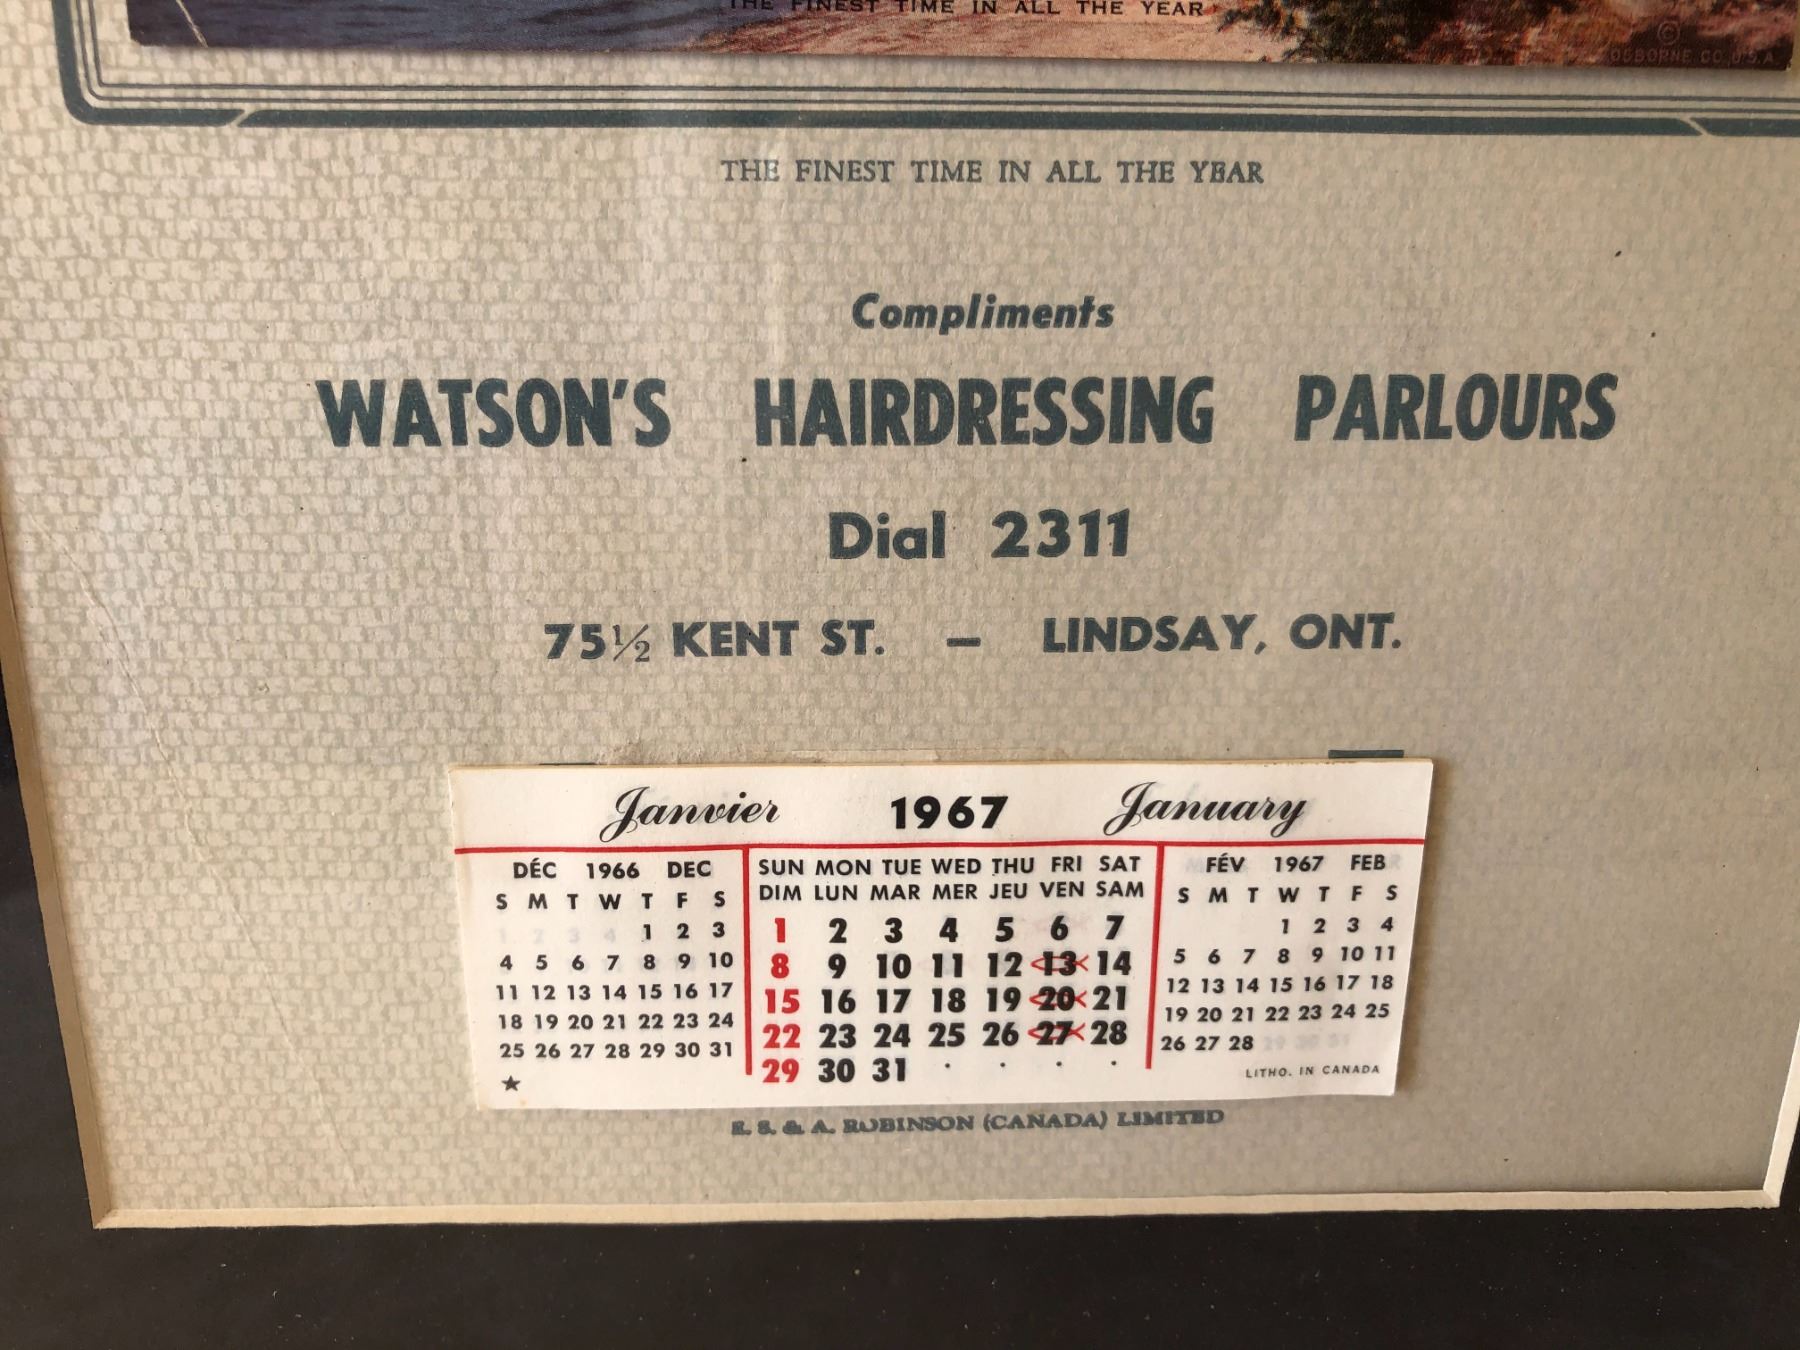 THE FINEST TIME IN ALL THE YEAR
©
OSBORNE CO. U.S.A.
THE FINEST TIME IN ALL THE YEAR
Compliments
WATSON'S HAIRDRESSING PARLOURS
Dial 2311
75½ KENT ST. – LINDSAY, ONT.
Janvier 1967 January
DÉC 1966 DEC
S M T W T F S
1 2 3
4 5 6 7 8 9 10
11 12 13 14 15 16 17
18 19 20 21 22 23 24
25 26 27 28 29 30 31
★
SUN MON TUE WED THU FRI SAT
DIM LUN MAR MER JEU VEN SAM
1 2 3 4 5 6 7
8 9 10 11 12 13 14
15 16 17 18 19 20 21
22 23 24 25 26 27 28
29 30 31 · · · ·
FÉV 1967 FEB
S M T W T F S
1 2 3 4
5 6 7 8 9 10 11
12 13 14 15 16 17 18
19 20 21 22 23 24 25
26 27 28
LITHO. IN CANADA
E. S. & A. ROBINSON (CANADA) LIMITED